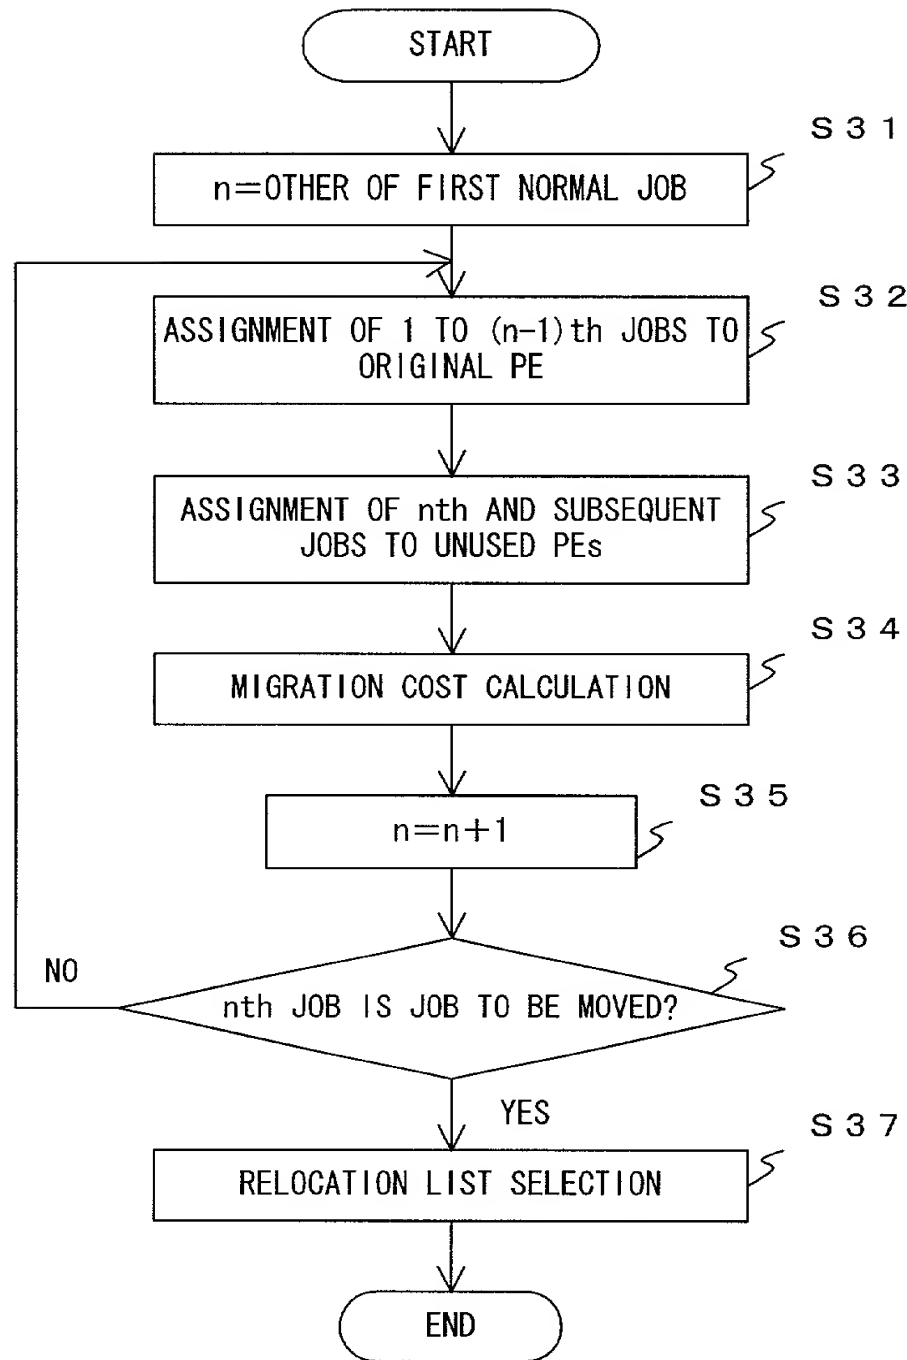 START
S31
n=OTHER OF FIRST NORMAL JOB
S32
ASSIGNMENT OF 1 TO (n-1)th JOBS TO
ORIGINAL PE
S33
ASSIGNMENT OF nth AND SUBSEQUENT
JOBS TO UNUSED PEs
S34
MIGRATION COST CALCULATION
S35
n=n+1
S36
NO
nth JOB IS JOB TO BE MOVED?
YES
S37
RELOCATION LIST SELECTION
END